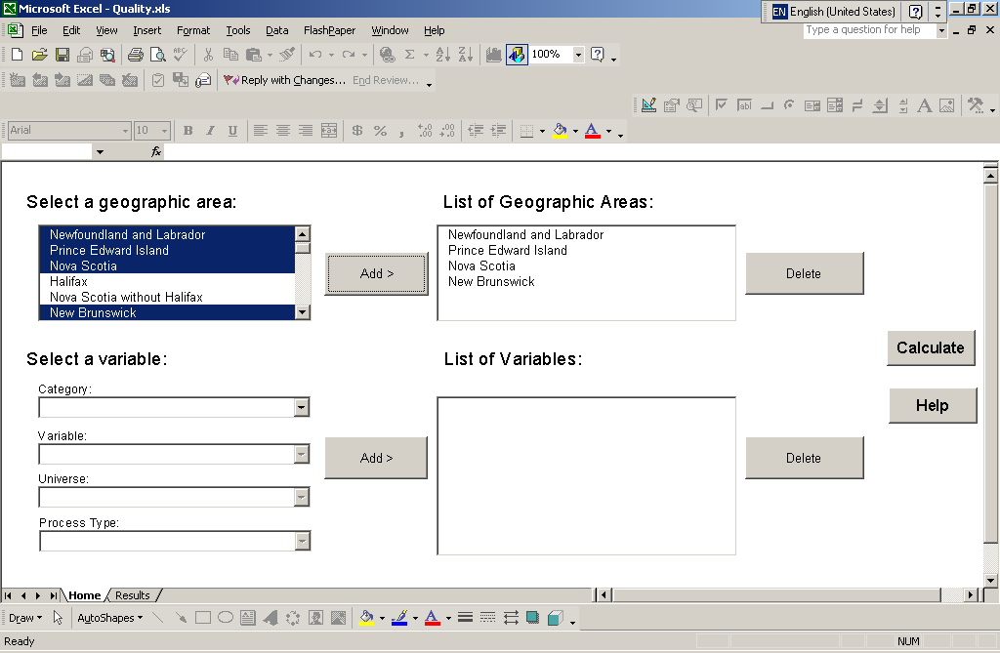 Microsoft Excel - Quality.xls
EN English (United States)
File Edit View Insert Format Tools Data FlashPaper Window Help
Type a question for help
100%
Reply with Changes... End Review...
ab|
Arial 10 B I U $ % ,
fx
Select a geographic area:
List of Geographic Areas:
Newfoundland and Labrador
Prince Edward Island
Nova Scotia
Halifax
Nova Scotia without Halifax
New Brunswick
Add >
Newfoundland and Labrador
Prince Edward Island
Nova Scotia
New Brunswick
Delete
Calculate
Help
Select a variable:
List of Variables:
Category:
Variable:
Universe:
Process Type:
Add >
Delete
Home Results
Draw AutoShapes
Ready
NUM